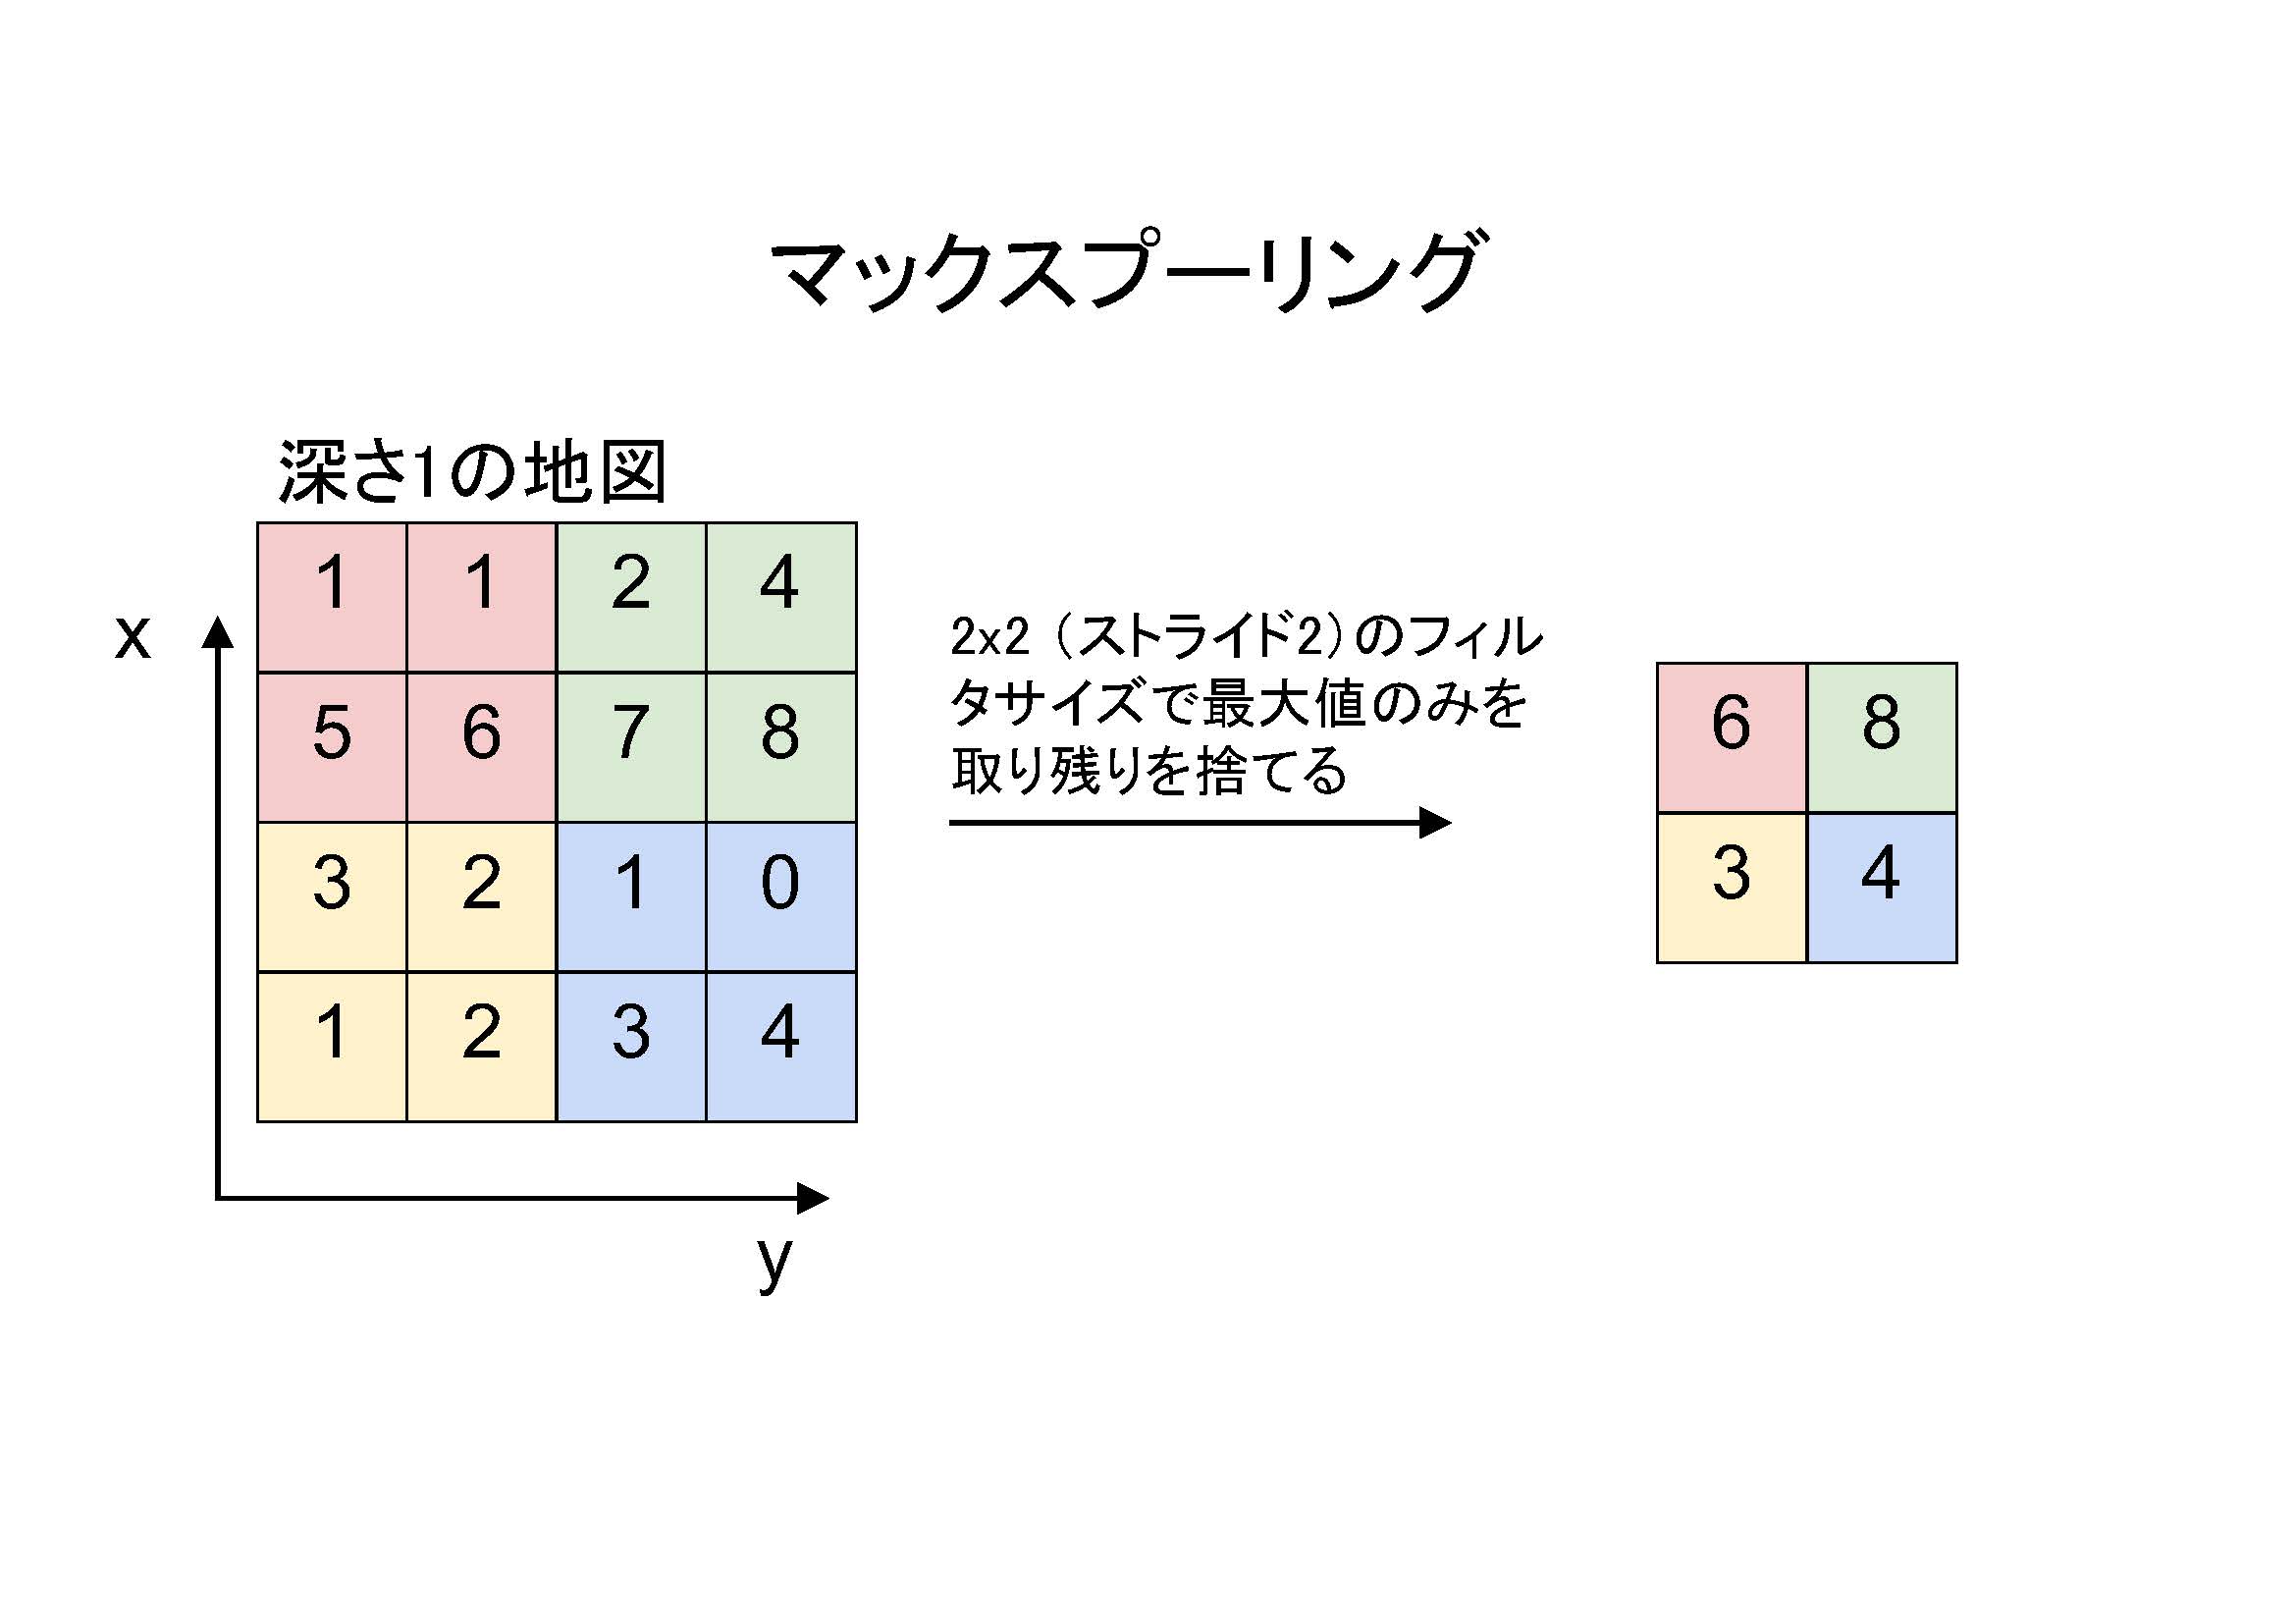 マックスプーリング
深さ1の地図
1 1 2 4
x
5 6 7 8
3 2 1 0
1 2 3 4
y
2x2 (ストライド2)のフィル
タサイズで最大値のみを
取り残りを捨てる
6 8
3 4